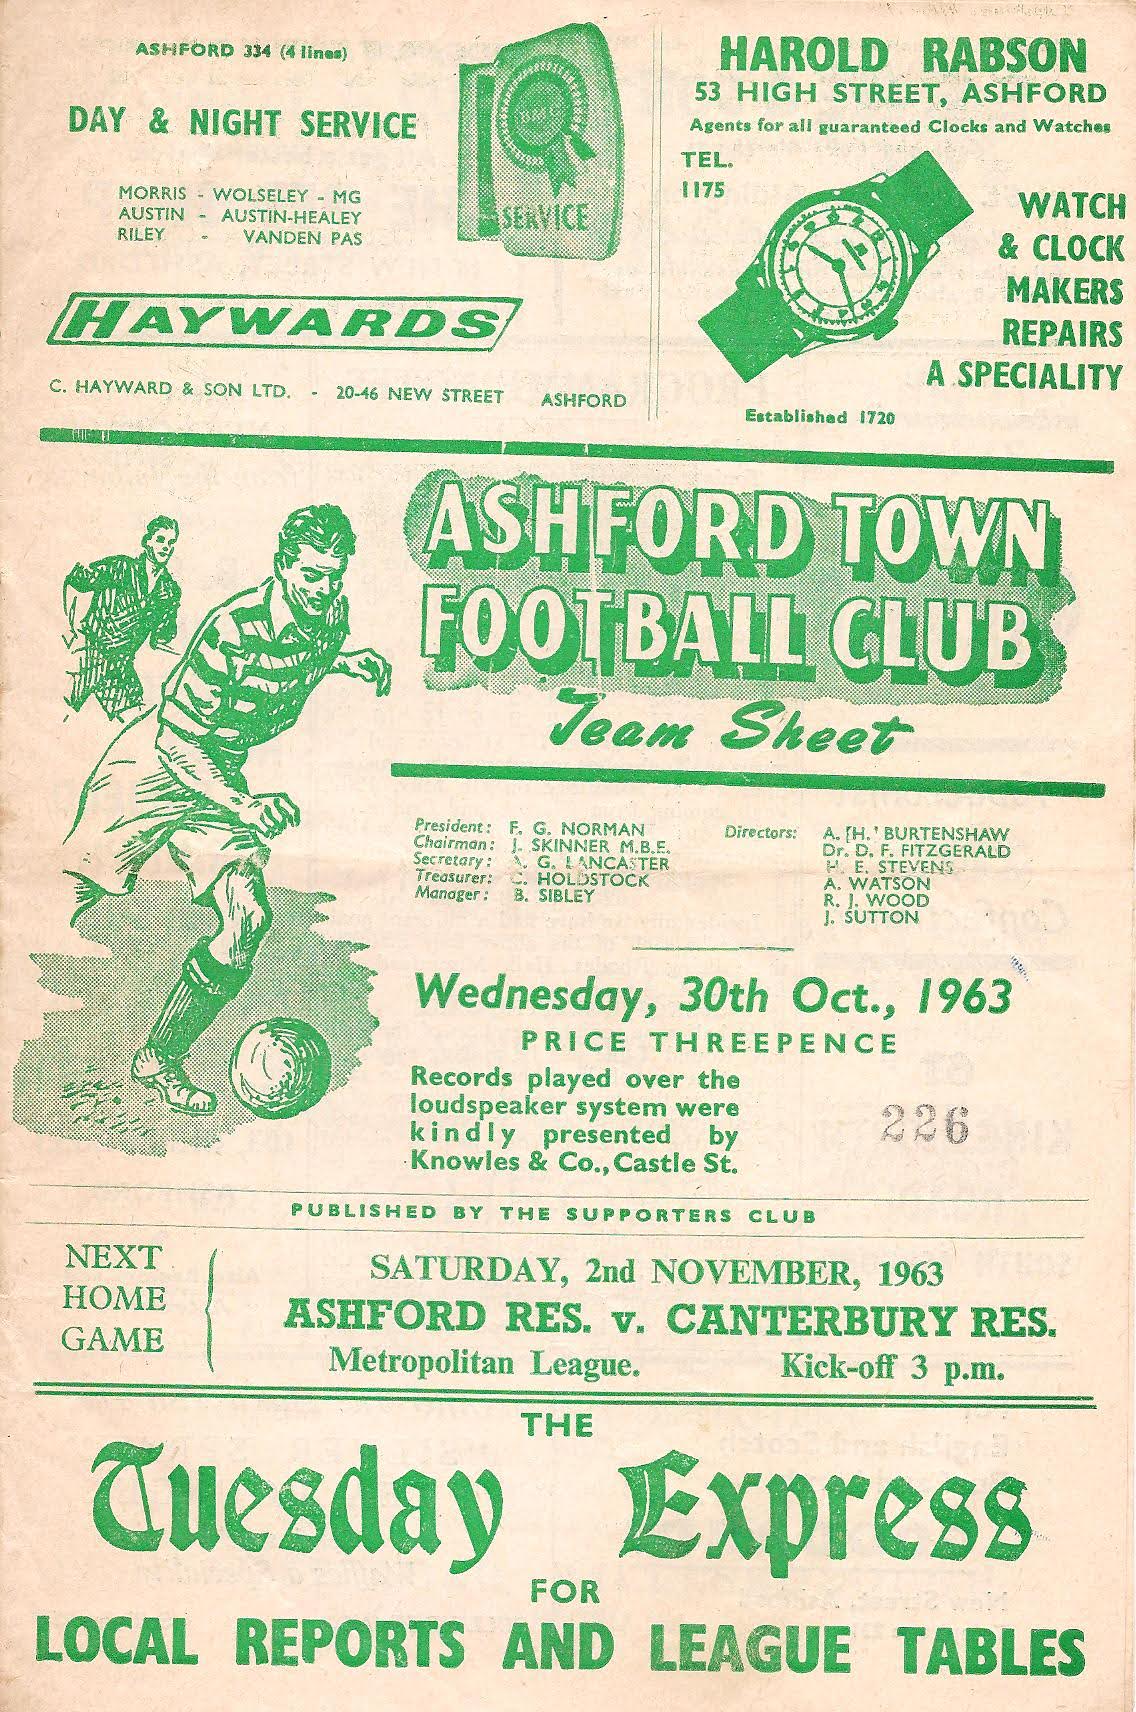 ASHFORD 334 (4 lines)
DAY & NIGHT SERVICE
MORRIS - WOLSELEY - MG
AUSTIN - AUSTIN-HEALEY
RILEY - VANDEN PAS
SERVICE
HAYWARDS
C. HAYWARD & SON LTD. - 20-46 NEW STREET ASHFORD
HAROLD RABSON
53 HIGH STREET, ASHFORD
Agents for all guaranteed Clocks and Watches
TEL.
1175
WATCH
& CLOCK
MAKERS
REPAIRS
A SPECIALITY
Established 1720
ASHFORD TOWN
FOOTBALL CLUB
Team Sheet
President: F. G. NORMAN
Chairman: J. SKINNER M.B.E.
Secretary: A. G. LANCASTER
Treasurer: C. HOLDSTOCK
Manager: B. SIBLEY
Directors: A. H. BURTENSHAW
Dr. D. F. FITZGERALD
H. E. STEVENS
A. WATSON
R. J. WOOD
J. SUTTON
Wednesday, 30th Oct., 1963
PRICE THREEPENCE
Records played over the
loudspeaker system were
kindly presented by
Knowles & Co., Castle St.
226
PUBLISHED BY THE SUPPORTERS CLUB
NEXT
HOME
GAME
SATURDAY, 2nd NOVEMBER, 1963
ASHFORD RES. v. CANTERBURY RES.
Metropolitan League. Kick-off 3 p.m.
THE
Tuesday Express
FOR
LOCAL REPORTS AND LEAGUE TABLES